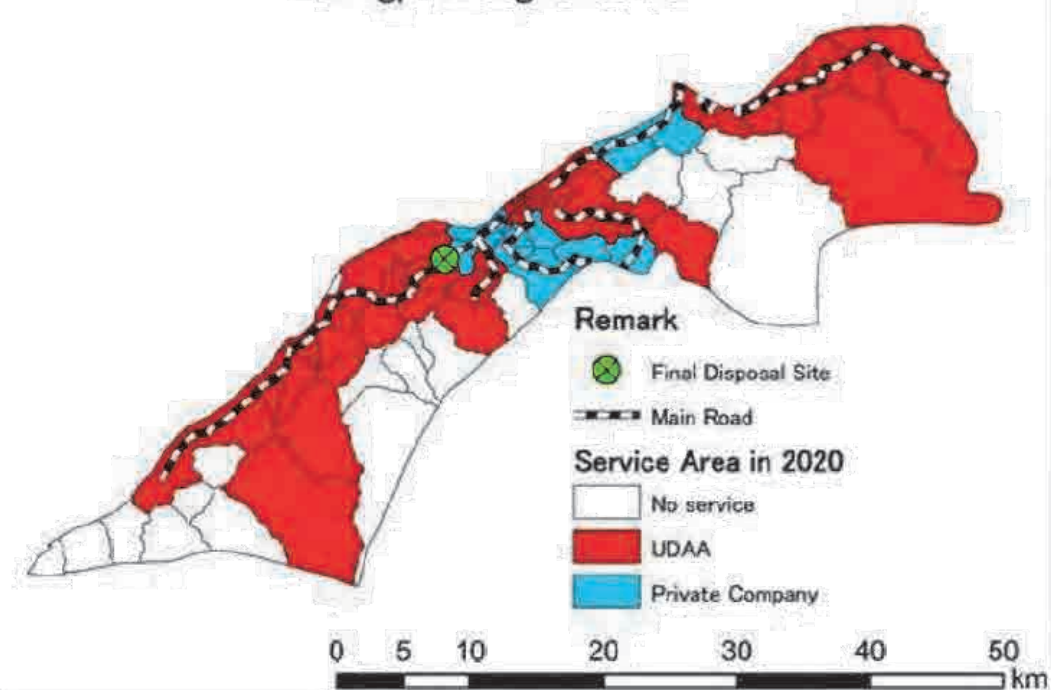 Remark
Final Disposal Site
Main Road
Service Area in 2020
No service
UDAA
Private Company
0 5 10 20 30 40 50
km